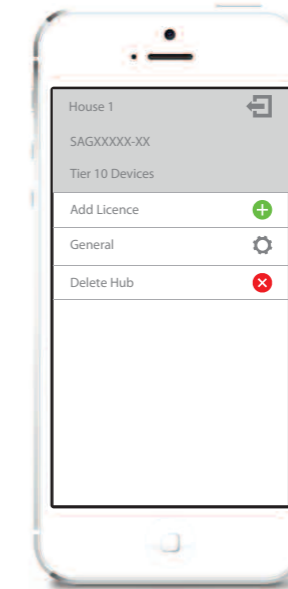 House 1
SAGXXXXX-XX
Tier 10 Devices
Add Licence
General
Delete Hub